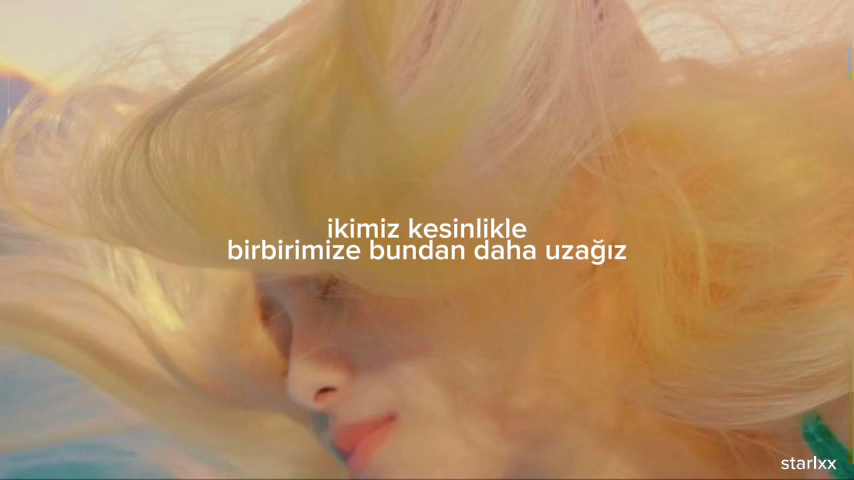 ikimiz kesinlikle
birbirimize bundan daha uzağız
starlxx